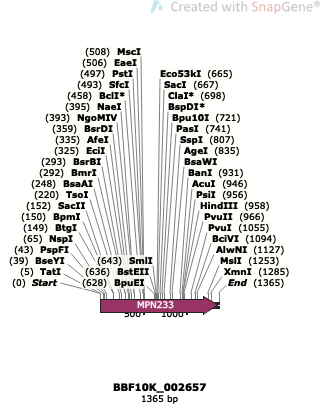 Created with SnapGene®
(508) MscI
(506) EaeI
(497) PstI
(493) SfcI
(458) BclI*
(395) NaeI
(393) NgoMIV
(359) BsrDI
(335) AfeI
(325) EciI
(293) BsrBI
(292) BmrI
(248) BsaAI
(220) TsoI
(152) SacII
(150) BpmI
(149) BtgI
(65) NspI
(43) PspFI
(39) BseYI
(5) TatI
(0) Start
(643) SmlI
(636) BstEII
(628) BpuEI
Eco53kI (665)
SacI (667)
ClaI* (698)
BspDI*
Bpu10I (721)
PasI (741)
SspI (807)
AgeI (835)
BsaWI
BanI (931)
AcuI (946)
PsiI (956)
HindIII (958)
PvuII (966)
PvuI (1055)
BciVI (1094)
AlwNI (1127)
MslI (1253)
XmnI (1285)
End (1365)
MPN233
500 1000
BBF10K_002657
1365 bp